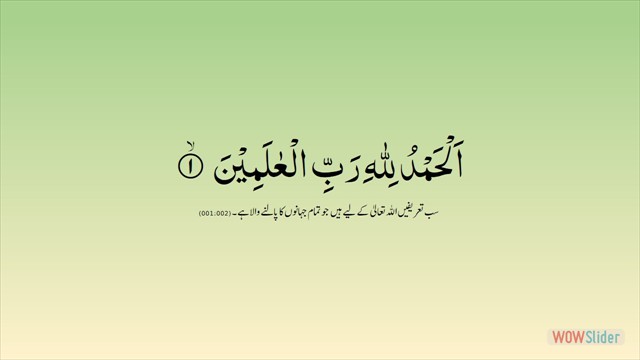 اَلْحَمْدُ لِلّٰهِ رَبِّ الْعٰلَمِیْنَ ۙ﴿۱﴾
سب تعریفیں اللہ تعالیٰ کے لیے ہیں جو تمام جہانوں کا پالنے والا ہے۔ (001:002)
WOWSlider